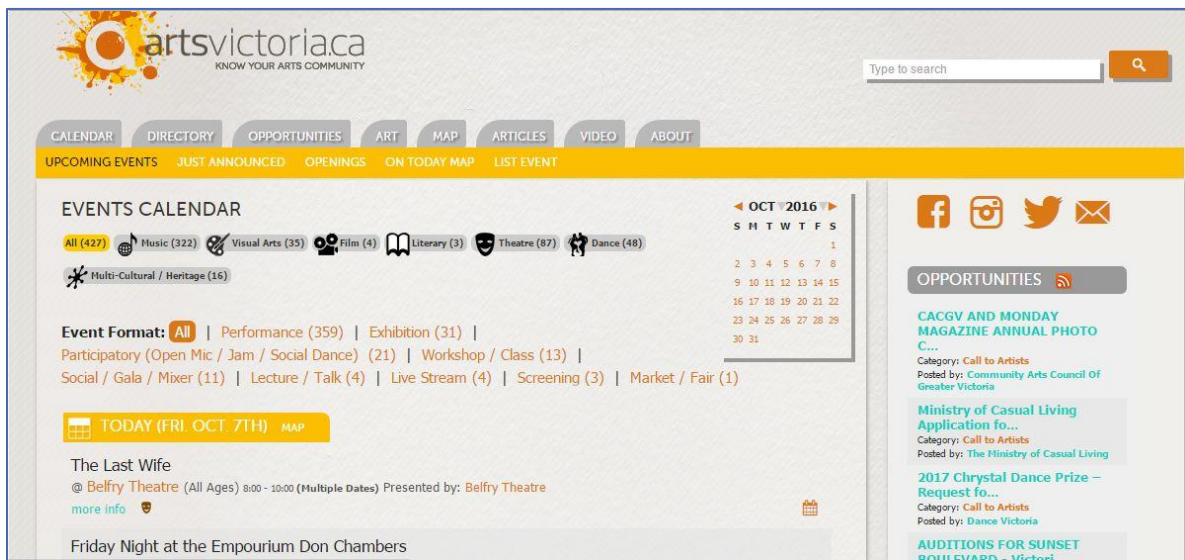 artsvictoria.ca
KNOW YOUR ARTS COMMUNITY
Type to search
CALENDAR DIRECTORY OPPORTUNITIES ART MAP ARTICLES VIDEO ABOUT
UPCOMING EVENTS JUST ANNOUNCED OPENINGS ON TODAY MAP LIST EVENT
EVENTS CALENDAR
All (427) Music (322) Visual Arts (35) Film (4) Literary (3) Theatre (87) Dance (48)
Multi-Cultural / Heritage (16)
Event Format: All | Performance (359) | Exhibition (31) |
Participatory (Open Mic / Jam / Social Dance) (21) | Workshop / Class (13) |
Social / Gala / Mixer (11) | Lecture / Talk (4) | Live Stream (4) | Screening (3) | Market / Fair (1)
OCT 2016
S M T W T F S
1
2 3 4 5 6 7 8
9 10 11 12 13 14 15
16 17 18 19 20 21 22
23 24 25 26 27 28 29
30 31
TODAY (FRI. OCT. 7TH) MAP
The Last Wife
@ Belfry Theatre (All Ages) 8:00 - 10:00 (Multiple Dates) Presented by: Belfry Theatre
more info
Friday Night at the Empourium Don Chambers
OPPORTUNITIES
CACGV AND MONDAY
MAGAZINE ANNUAL PHOTO
C...
Category: Call to Artists
Posted by: Community Arts Council Of
Greater Victoria
Ministry of Casual Living
Application fo...
Category: Call to Artists
Posted by: The Ministry of Casual Living
2017 Chrystal Dance Prize –
Request fo...
Category: Call to Artists
Posted by: Dance Victoria
AUDITIONS FOR SUNSET
BOULEVARD - Victori...